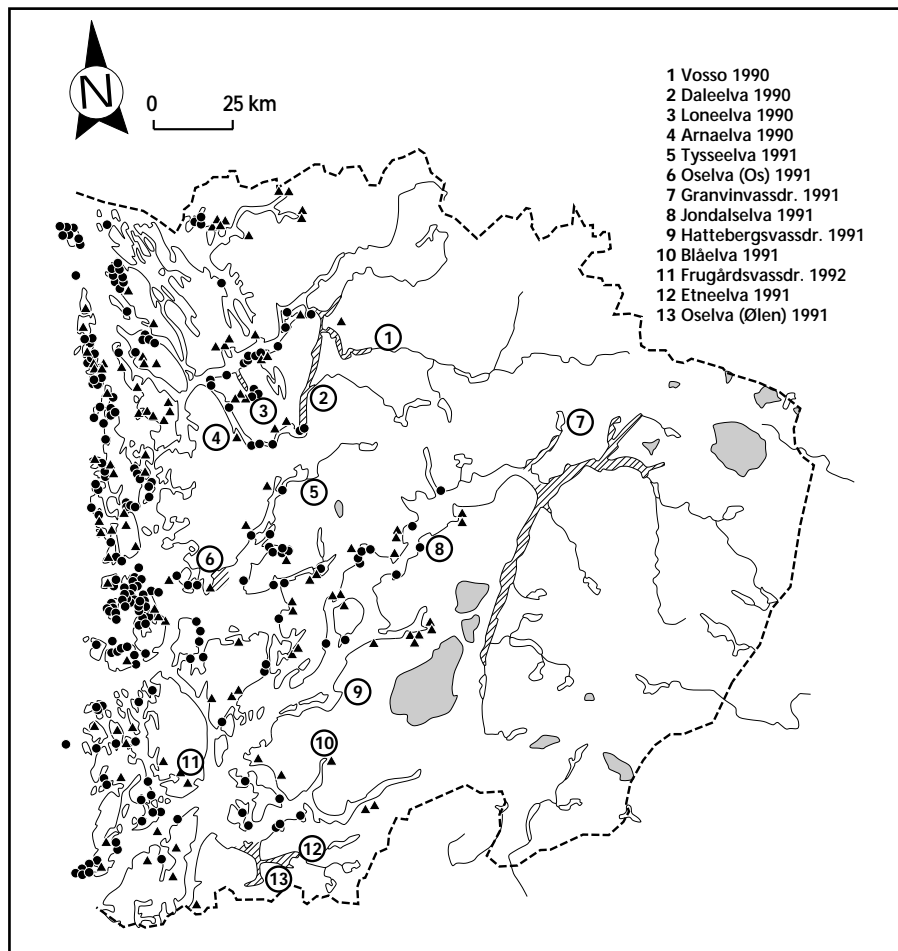 N
0 25 km
1 Vosso 1990
2 Daleelva 1990
3 Loneelva 1990
4 Arnaelva 1990
5 Tysseelva 1991
6 Oselva (Os) 1991
7 Granvinvassdr. 1991
8 Jondalselva 1991
9 Hattebergsvassdr. 1991
10 Blåelva 1991
11 Frugårdsvassdr. 1992
12 Etneelva 1991
13 Oselva (Ølen) 1991
1
2
3
4
7
5
6
8
9
10
11
12
13